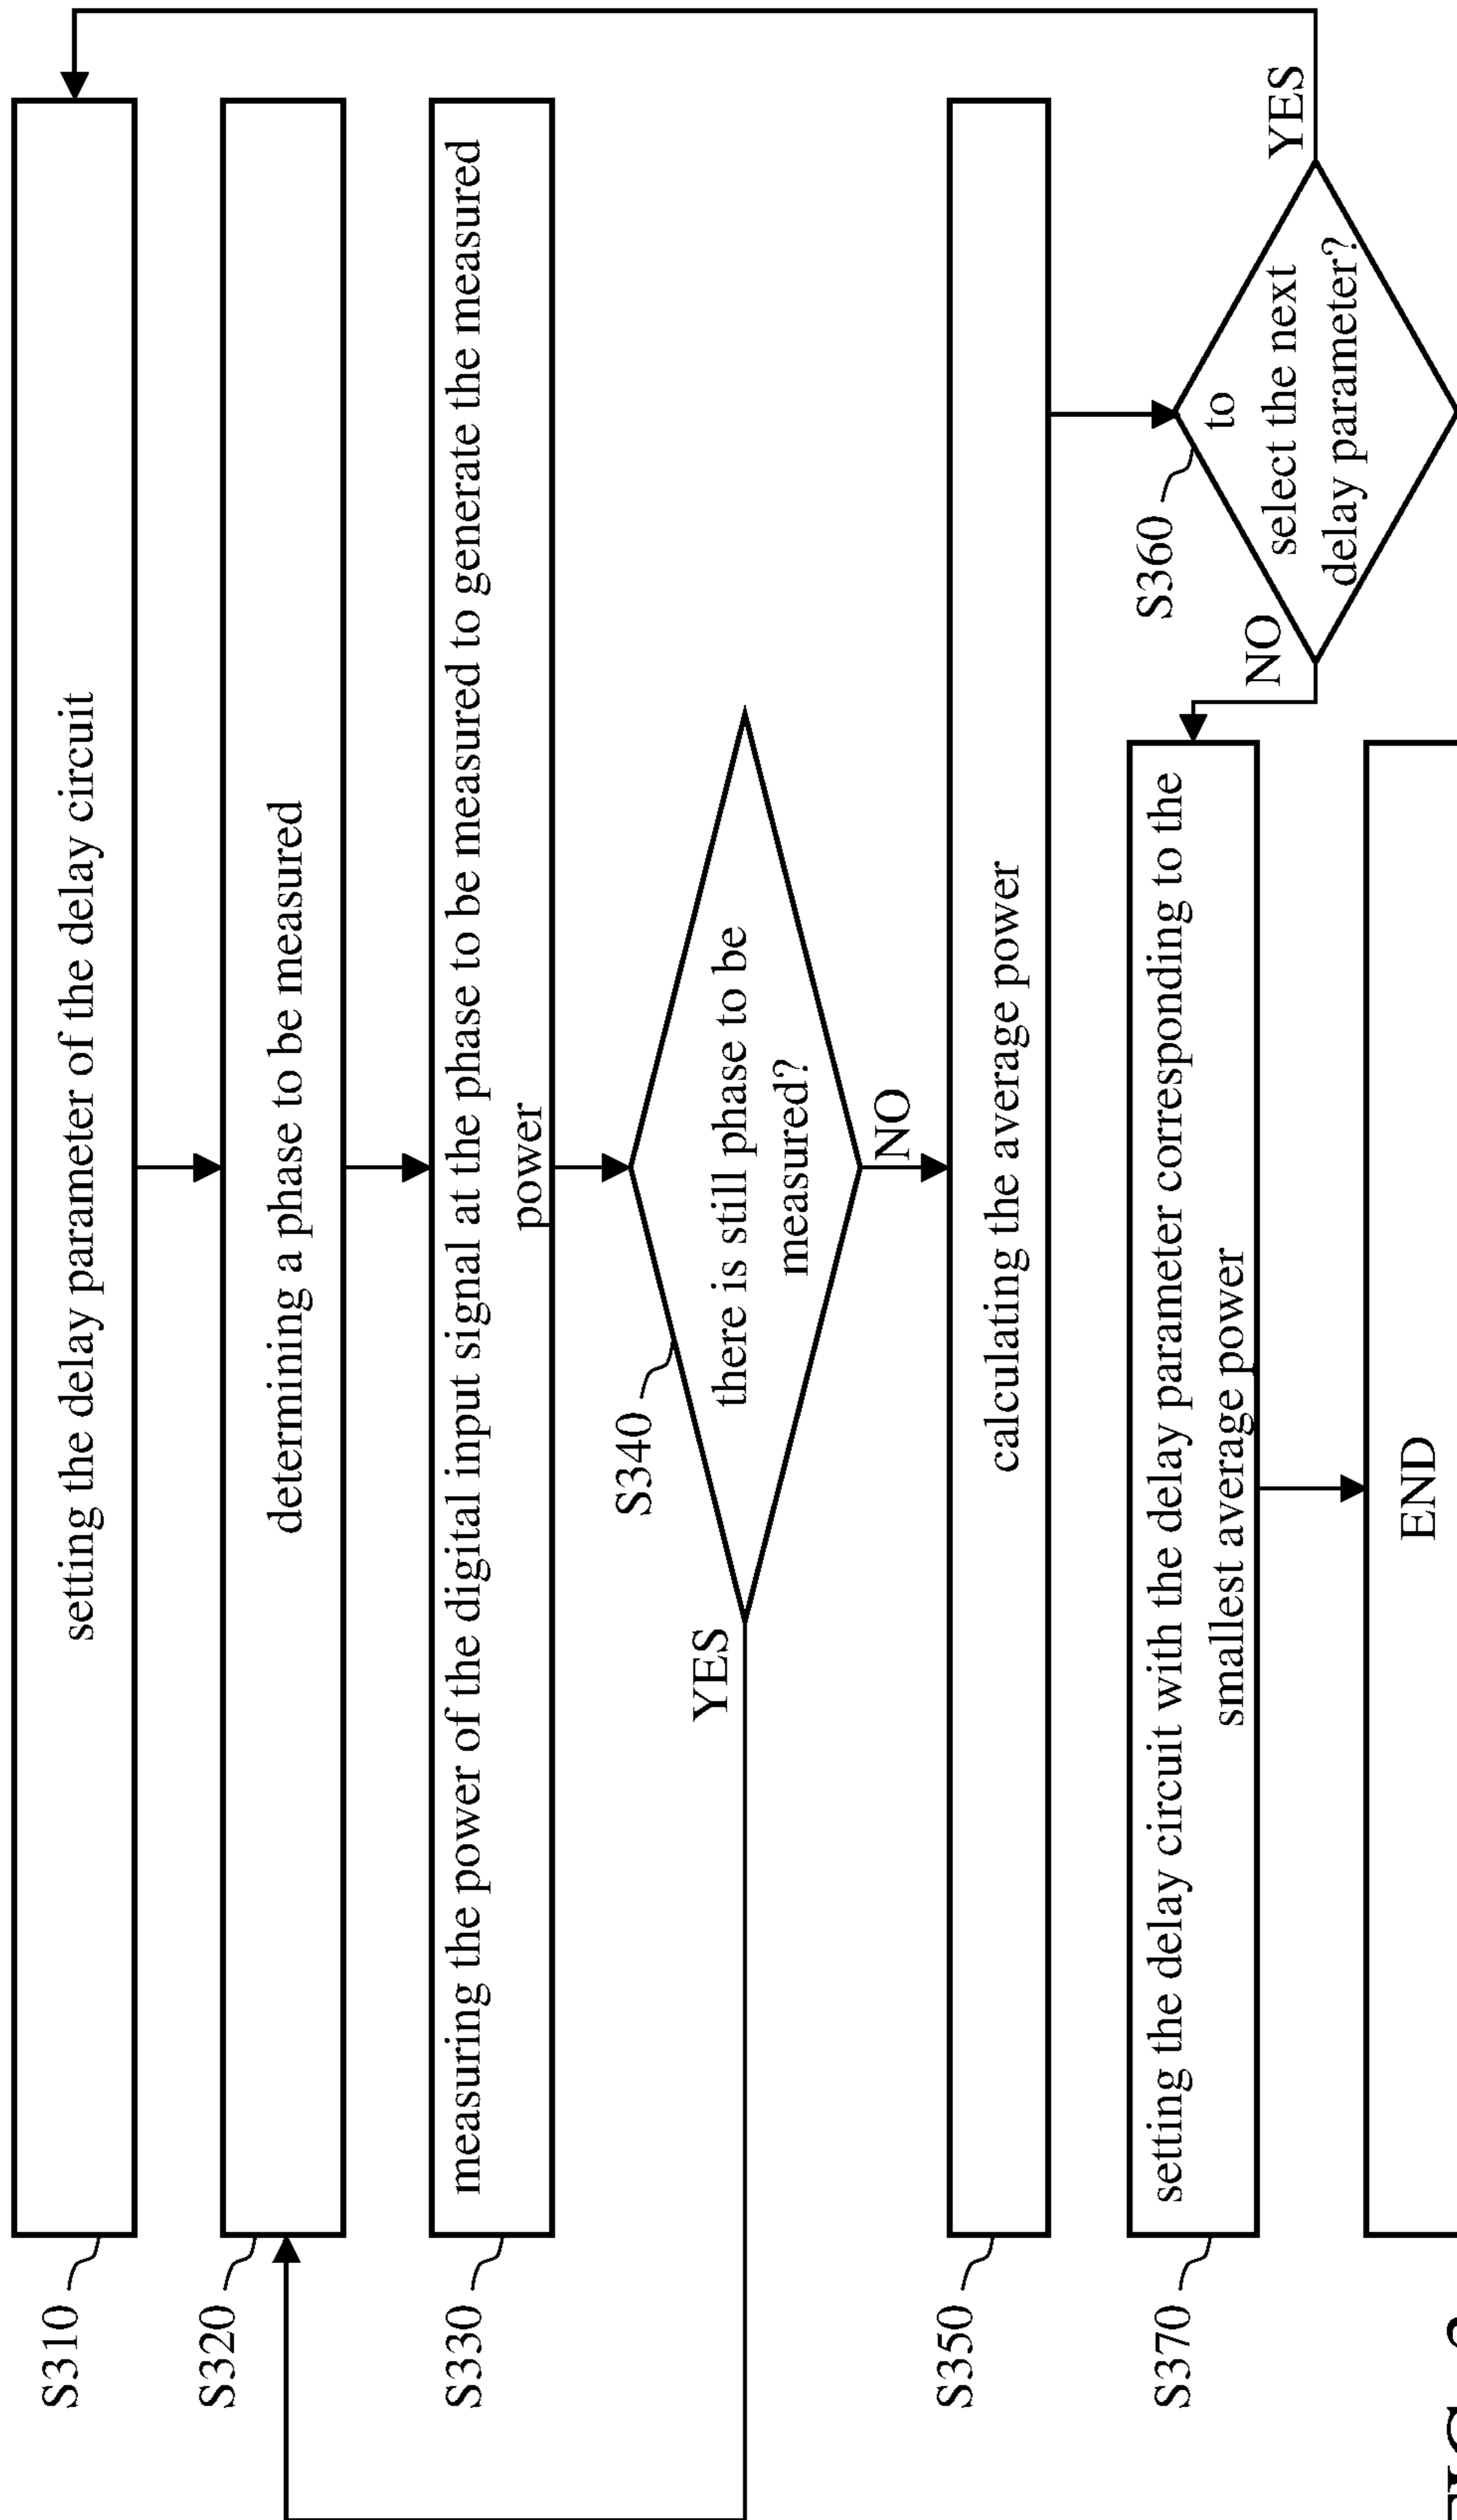 S310
setting the delay parameter of the delay circuit
S320
determining a phase to be measured
S330
measuring the power of the digital input signal at the phase to be measured to generate the measured
power
S340
there is still phase to be
measured?
YES
NO
S350
calculating the average power
S360
to
select the next
delay parameter?
YES
NO
S370
setting the delay circuit with the delay parameter corresponding to the
smallest average power
END